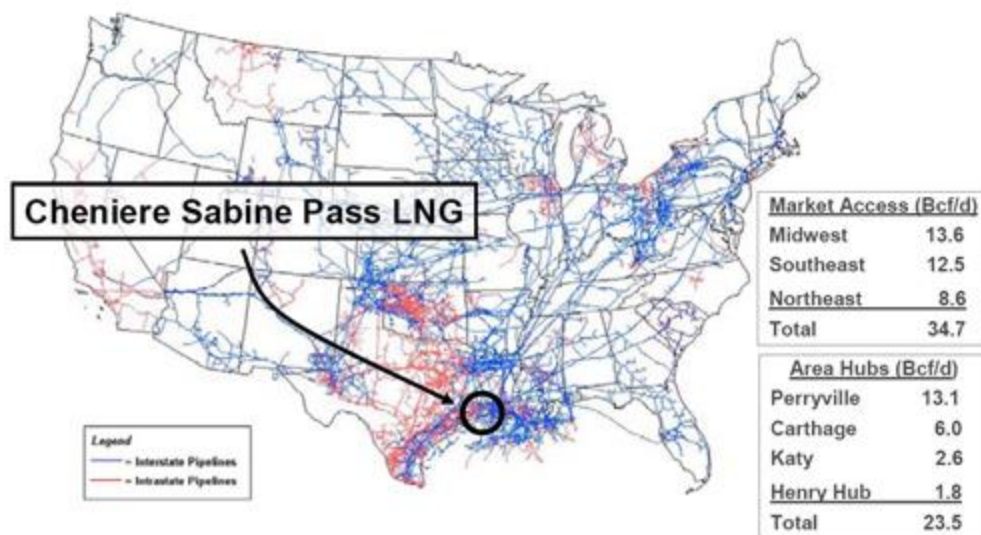 Cheniere Sabine Pass LNG
Market Access (Bcf/d)
Midwest 13.6
Southeast 12.5
Northeast 8.6
Total 34.7
Area Hubs (Bcf/d)
Perryville 13.1
Carthage 6.0
Katy 2.6
Henry Hub 1.8
Total 23.5
Legend
= Interstate Pipelines
= Intrastate Pipelines